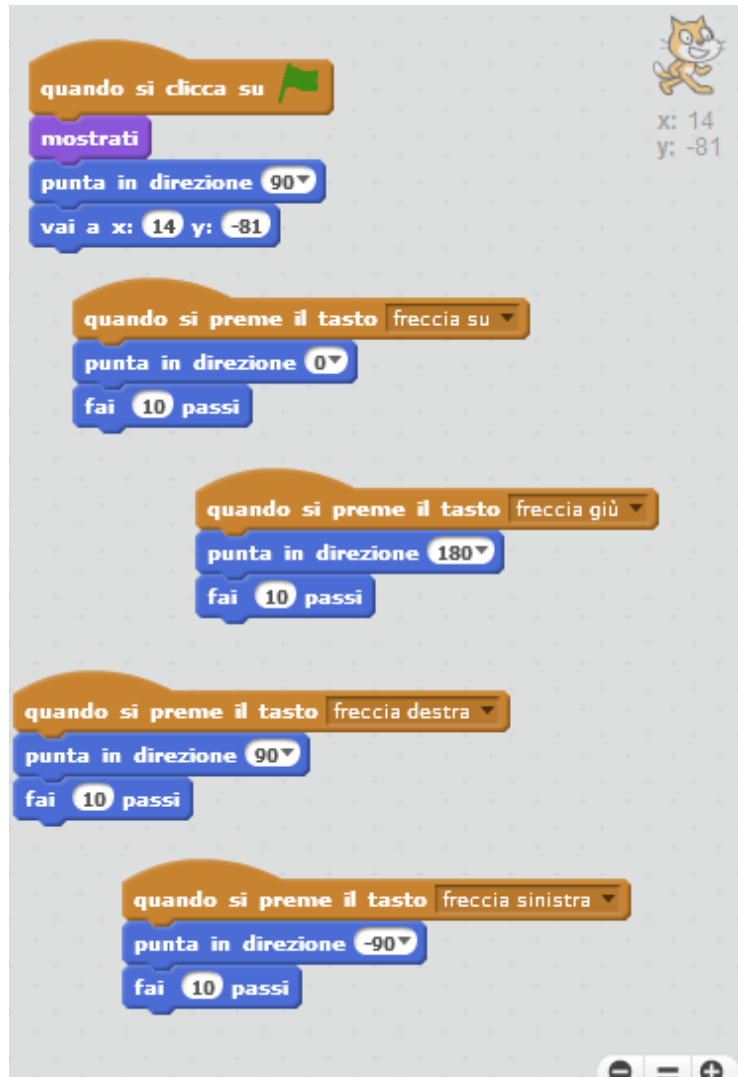 quando si clicca su
mostrati
punta in direzione 90
vai a x: 14 y: -81
x: 14
y: -81
quando si preme il tasto freccia su
punta in direzione 0
fai 10 passi
quando si preme il tasto freccia giù
punta in direzione 180
fai 10 passi
quando si preme il tasto freccia destra
punta in direzione 90
fai 10 passi
quando si preme il tasto freccia sinistra
punta in direzione -90
fai 10 passi